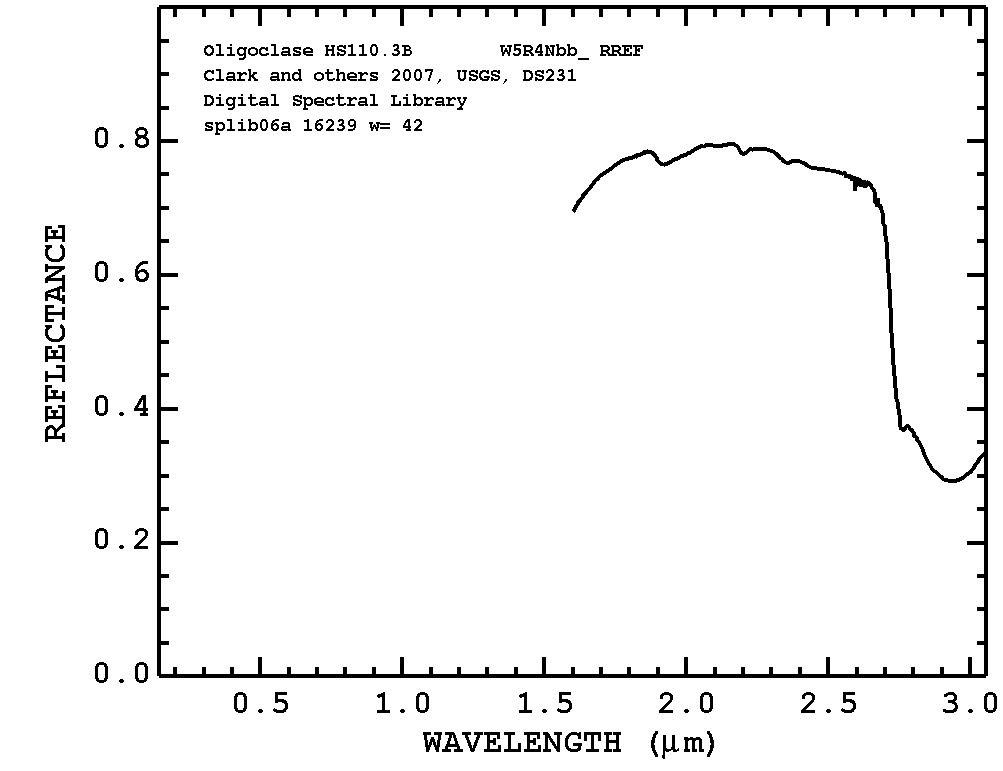 Oligoclase HS110.3B W5R4Nbb_ RREF
Clark and others 2007, USGS, DS231
Digital Spectral Library
splib06a 16239 w= 42
REFLECTANCE
0.8
0.6
0.4
0.2
0.0
0.5 1.0 1.5 2.0 2.5 3.0
WAVELENGTH (μm)